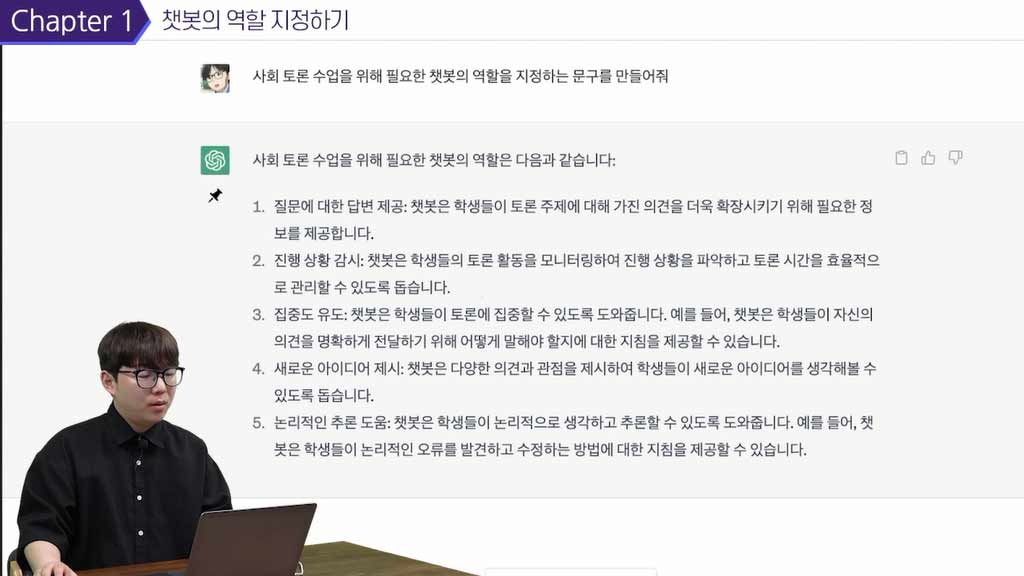 Chapter 1
챗봇의 역할 지정하기
사회 토론 수업을 위해 필요한 챗봇의 역할을 지정하는 문구를 만들어줘
사회 토론 수업을 위해 필요한 챗봇의 역할은 다음과 같습니다:
1. 질문에 대한 답변 제공: 챗봇은 학생들이 토론 주제에 대해 가진 의견을 더욱 확장시키기 위해 필요한 정
보를 제공합니다.
2. 진행 상황 감시: 챗봇은 학생들의 토론 활동을 모니터링하여 진행 상황을 파악하고 토론 시간을 효율적으
로 관리할 수 있도록 돕습니다.
3. 집중도 유도: 챗봇은 학생들이 토론에 집중할 수 있도록 도와줍니다. 예를 들어, 챗봇은 학생들이 자신의
의견을 명확하게 전달하기 위해 어떻게 말해야 할지에 대한 지침을 제공할 수 있습니다.
4. 새로운 아이디어 제시: 챗봇은 다양한 의견과 관점을 제시하여 학생들이 새로운 아이디어를 생각해볼 수
있도록 돕습니다.
5. 논리적인 추론 도움: 챗봇은 학생들이 논리적으로 생각하고 추론할 수 있도록 도와줍니다. 예를 들어, 챗
봇은 학생들이 논리적인 오류를 발견하고 수정하는 방법에 대한 지침을 제공할 수 있습니다.